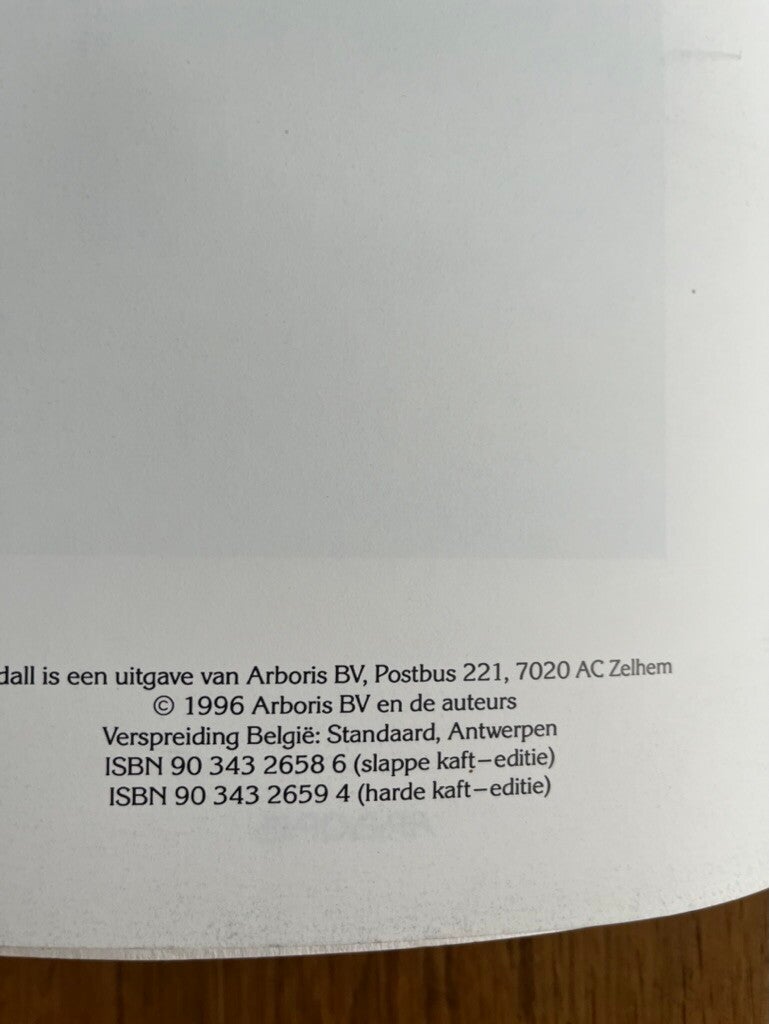 dall is een uitgave van Arboris BV, Postbus 221, 7020 AC Zelhem
© 1996 Arboris BV en de auteurs
Verspreiding België: Standaard, Antwerpen
ISBN 90 343 2658 6 (slappe kaft–editie)
ISBN 90 343 2659 4 (harde kaft–editie)